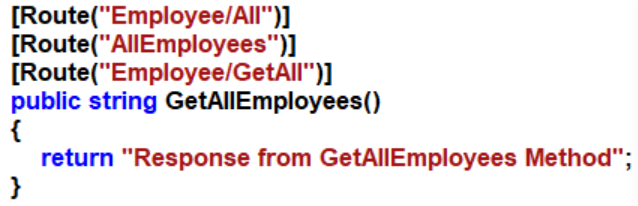 [Route("Employee/All")]
[Route("AllEmployees")]
[Route("Employee/GetAll")]
public string GetAllEmployees()
{
return "Response from GetAllEmployees Method";
}